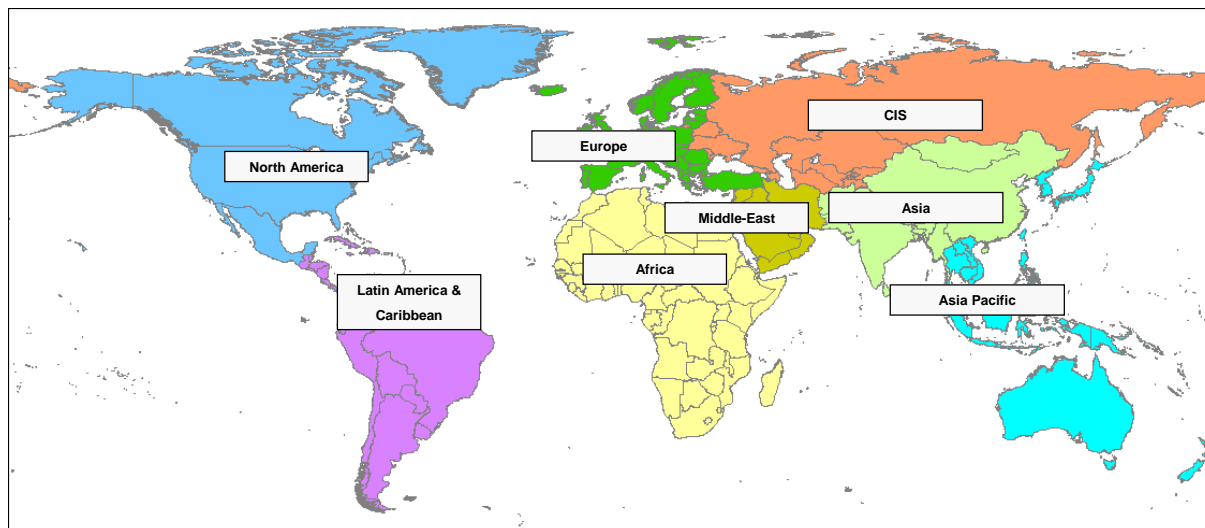 CIS
Europe
North America
Asia
Middle-East
Africa
Latin America &
Caribbean
Asia Pacific